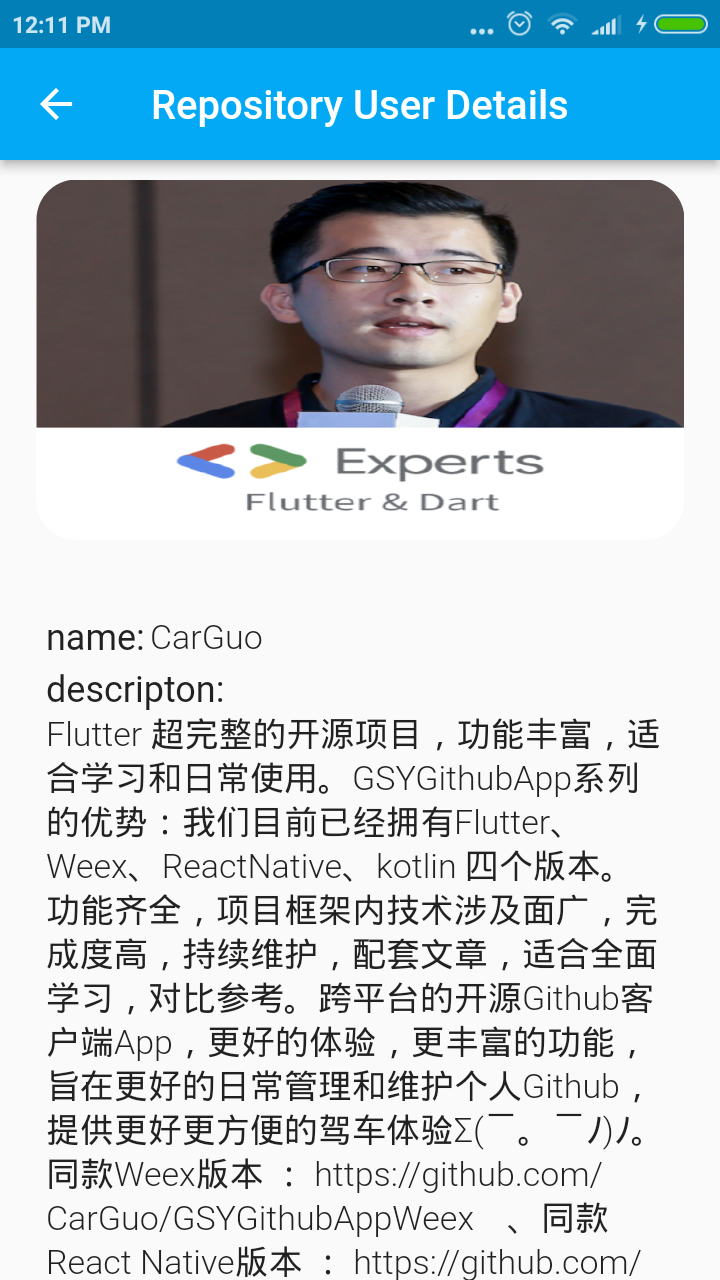 12:11 PM
Repository User Details
Experts
Flutter & Dart
name: CarGuo
descripton:
Flutter 超完整的开源项目，功能丰富，适
合学习和日常使用。GSYGithubApp系列
的优势：我们目前已经拥有Flutter、
Weex、ReactNative、kotlin 四个版本。
功能齐全，项目框架内技术涉及面广，完
成度高，持续维护，配套文章，适合全面
学习，对比参考。跨平台的开源Github客
户端App，更好的体验，更丰富的功能，
旨在更好的日常管理和维护个人Github，
提供更好更方便的驾车体验Σ(￣。￣ﾉ)ﾉ。
同款Weex版本 ： https://github.com/
CarGuo/GSYGithubAppWeex 、同款
React Native版本 ： https://github.com/